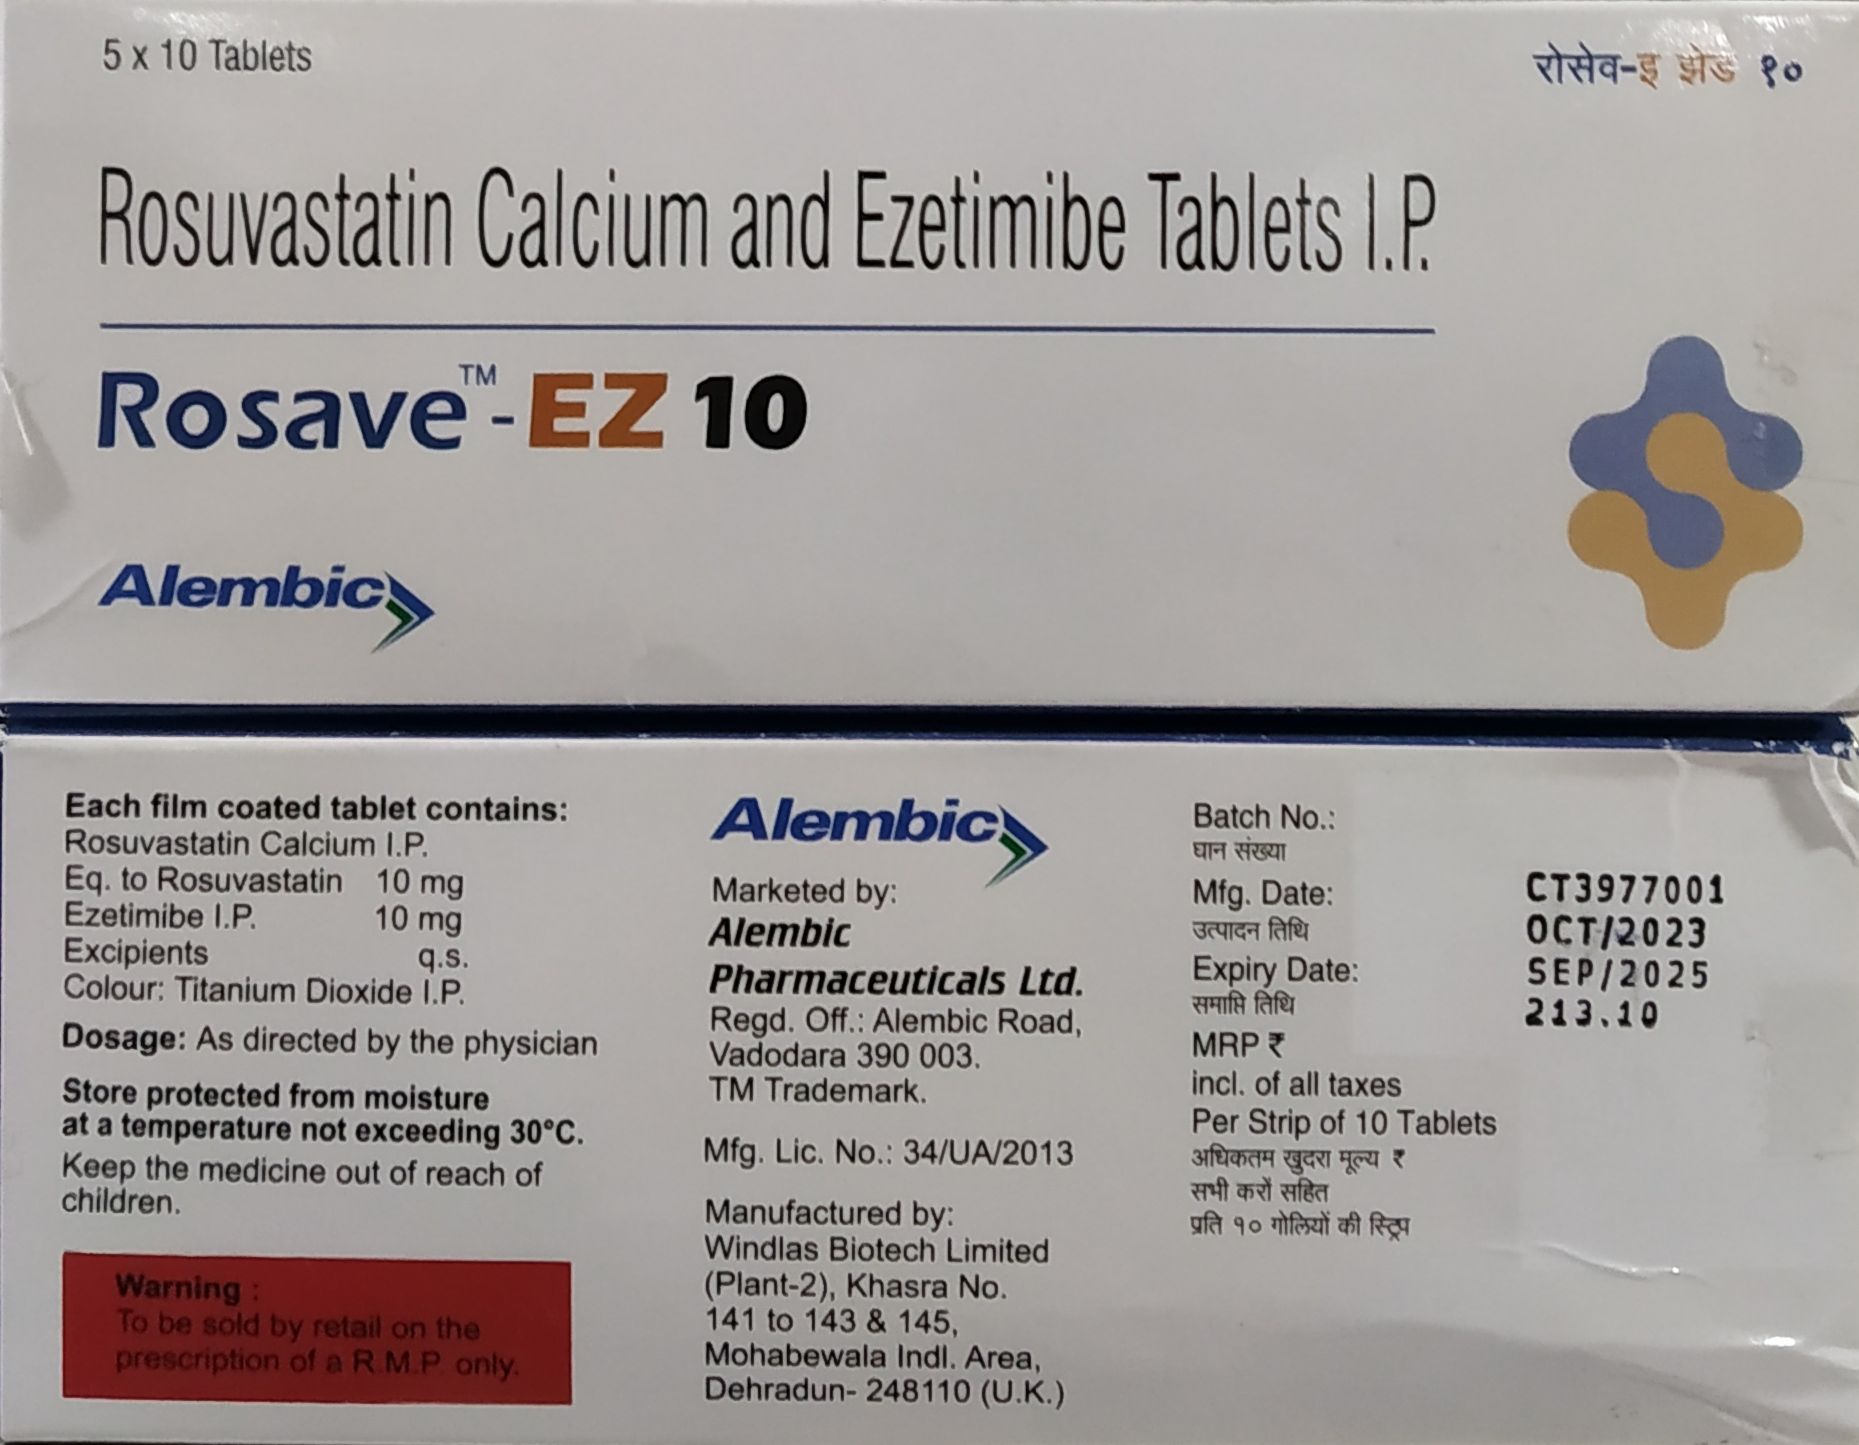 5 x 10 Tablets
रोसेव-इ झेड १०
Rosuvastatin Calcium and Ezetimibe Tablets I.P.
Rosave™-EZ 10
Alembic
Each film coated tablet contains:
Rosuvastatin Calcium I.P.
Eq. to Rosuvastatin 10 mg
Ezetimibe I.P. 10 mg
Excipients q.s.
Colour: Titanium Dioxide I.P.
Dosage: As directed by the physician
Store protected from moisture
at a temperature not exceeding 30°C.
Keep the medicine out of reach of
children.
Warning :
To be sold by retail on the
prescription of a R.M.P. only.
Alembic
Marketed by:
Alembic
Pharmaceuticals Ltd.
Regd. Off.: Alembic Road,
Vadodara 390 003.
TM Trademark.
Mfg. Lic. No.: 34/UA/2013
Manufactured by:
Windlas Biotech Limited
(Plant-2), Khasra No.
141 to 143 & 145,
Mohabewala Indl. Area,
Dehradun- 248110 (U.K.)
Batch No.:
घान संख्या
Mfg. Date:
उत्पादन तिथि
Expiry Date:
समाप्ति तिथि
MRP ₹
incl. of all taxes
Per Strip of 10 Tablets
अधिकतम खुदरा मूल्य ₹
सभी करों सहित
प्रति १० गोलियों की स्ट्रिप
CT3977001
OCT/2023
SEP/2025
213.10